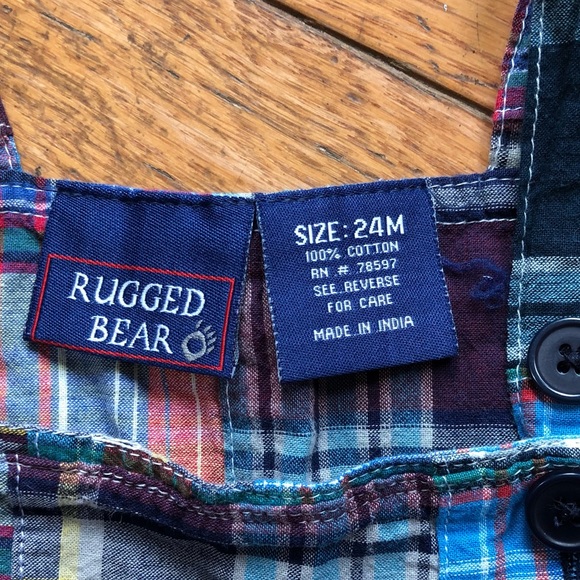 RUGGED
BEAR
SIZE: 24M
100% COTTON
RN # 78597
SEE REVERSE
FOR CARE
MADE IN INDIA